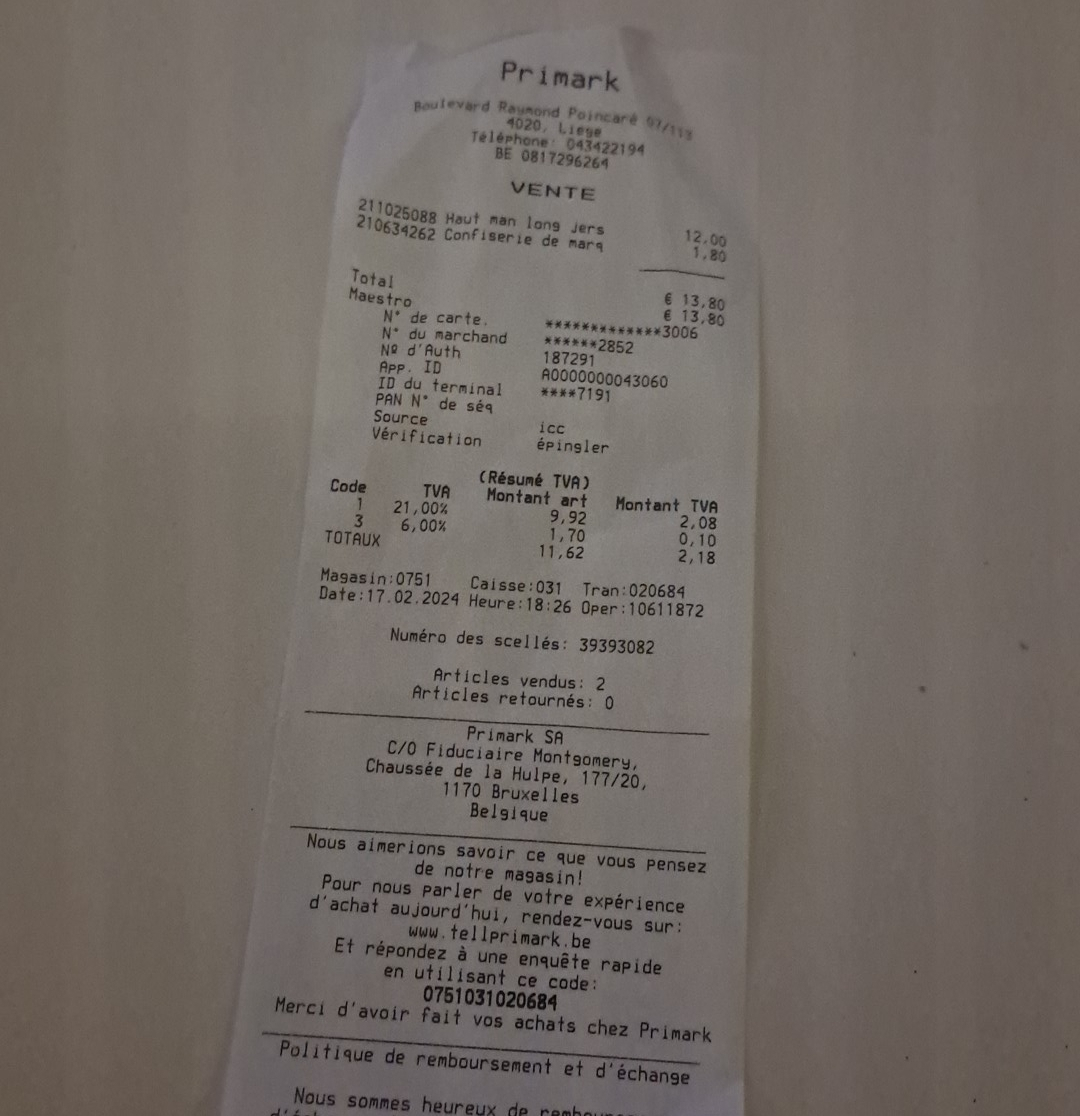 Primark
Boulevard Raymond Poincaré
4020, Liege
Téléphone: 043422194
BE 0817296264
VENTE
211025088 Haut man long jers 12,00
210634262 Confiserie de marq 1,80
Total € 13,80
Maestro € 13,80
N° de carte. *************3006
N° du marchand ******2852
Nº d'Auth 187291
App. ID A0000000043060
ID du terminal ****7191
PAN N° de séq
Source icc
Vérification épingler
(Résumé TVA)
Code TVA Montant art Montant TVA
1 21,00% 9,92 2,08
3 6,00% 1,70 0,10
TOTAUX 11,62 2,18
Magasin:0751 Caisse:031 Tran:020684
Date:17.02.2024 Heure:18:26 Oper:10611872
Numéro des scellés: 39393082
Articles vendus: 2
Articles retournés: 0
Primark SA
C/O Fiduciaire Montgomery,
Chaussée de la Hulpe, 177/20,
1170 Bruxelles
Belgique
Nous aimerions savoir ce que vous pensez
de notre magasin!
Pour nous parler de votre expérience
d'achat aujourd'hui, rendez-vous sur:
www.tellprimark.be
Et répondez à une enquête rapide
en utilisant ce code:
0751031020684
Merci d'avoir fait vos achats chez Primark
Politique de remboursement et d'échange
Nous sommes heureux de